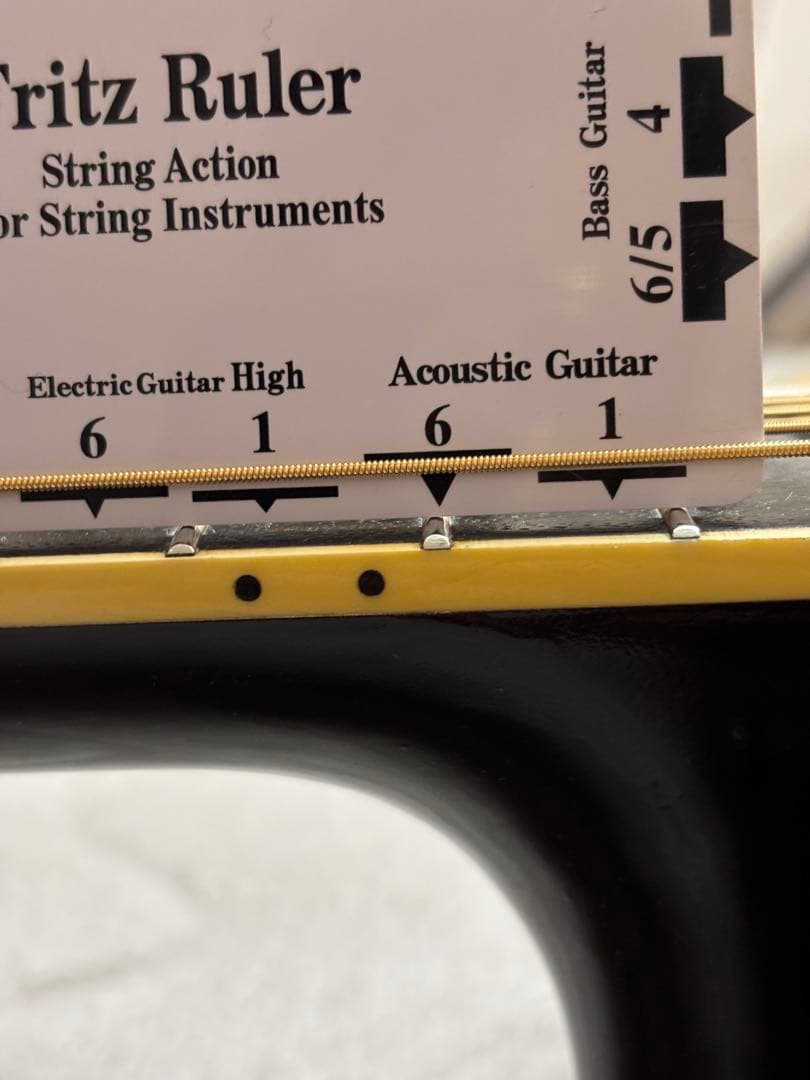 Fritz Ruler
String Action
or String Instruments
Bass Guitar
4
6/5
Electric Guitar High
6 1
Acoustic Guitar
6 1